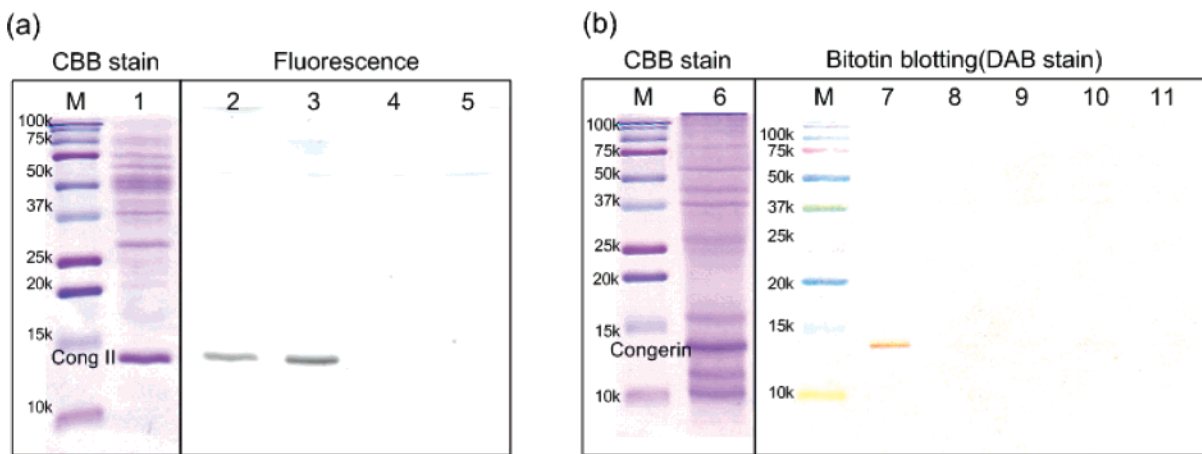 (a)
CBB stain Fluorescence
M 1 2 3 4 5
100k
75k
50k
37k
25k
20k
15k
Cong II
10k
(b)
CBB stain Bitotin blotting(DAB stain)
M 6 M 7 8 9 10 11
100k 100k
75k 75k
50k 50k
37k 37k
25k 25k
20k 20k
15k 15k
Congerin
10k 10k